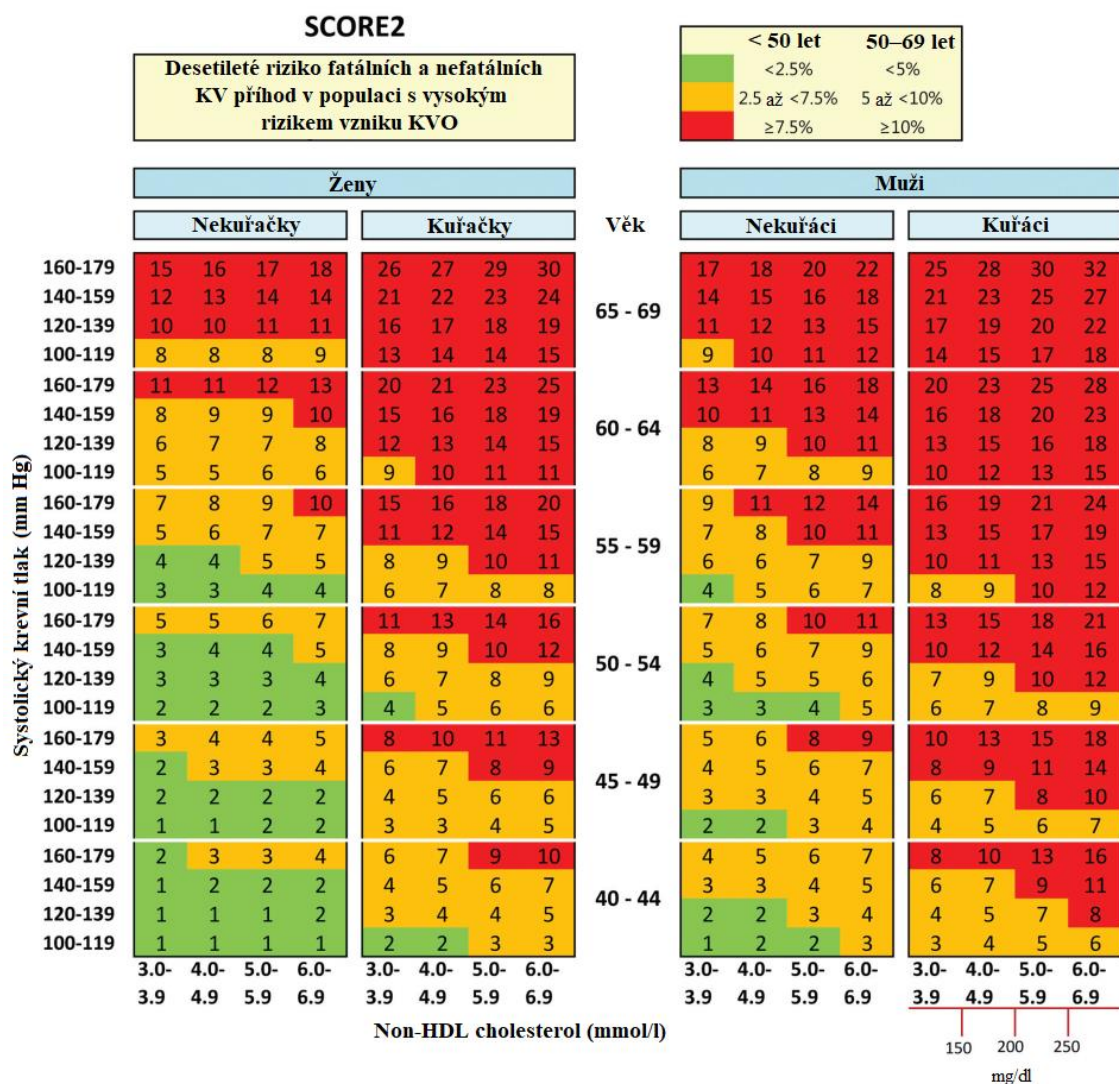 SCORE2
Desetileté riziko fatálních a nefatálních
KV příhod v populaci s vysokým
rizikem vzniku KVO
< 50 let 50–69 let
<2.5% <5%
2.5 až <7.5% 5 až <10%
≥7.5% ≥10%
Ženy Muži
Nekuřačky Kuřačky Věk Nekuřáci Kuřáci
Systolický krevní tlak (mm Hg)
160-179 15 16 17 18 26 27 29 30 17 18 20 22 25 28 30 32
140-159 12 13 14 14 21 22 23 24 14 15 16 18 21 23 25 27
65 - 69
120-139 10 10 11 11 16 17 18 19 11 12 13 15 17 19 20 22
100-119 8 8 8 9 13 14 14 15 9 10 11 12 14 15 17 18
160-179 11 11 12 13 20 21 23 25 13 14 16 18 20 23 25 28
140-159 8 9 9 10 15 16 18 19 10 11 13 14 16 18 20 23
60 - 64
120-139 6 7 7 8 12 13 14 15 8 9 10 11 13 15 16 18
100-119 5 5 6 6 9 10 11 11 6 7 8 9 10 12 13 15
160-179 7 8 9 10 15 16 18 20 9 11 12 14 16 19 21 24
140-159 5 6 7 7 11 12 14 15 7 8 10 11 13 15 17 19
55 - 59
120-139 4 4 5 5 8 9 10 11 6 6 7 9 10 11 13 15
100-119 3 3 4 4 6 7 8 8 4 5 6 7 8 9 10 12
160-179 5 5 6 7 11 13 14 16 7 8 10 11 13 15 18 21
140-159 3 4 4 5 8 9 10 12 5 6 7 9 10 12 14 16
50 - 54
120-139 3 3 3 4 6 7 8 9 4 5 5 6 7 9 10 12
100-119 2 2 2 3 4 5 6 6 3 3 4 5 6 7 8 9
160-179 3 4 4 5 8 10 11 13 5 6 8 9 10 13 15 18
140-159 2 3 3 4 6 7 8 9 4 5 6 7 8 9 11 14
45 - 49
120-139 2 2 2 2 4 5 6 6 3 3 4 5 6 7 8 10
100-119 1 1 2 2 3 3 4 5 2 2 3 4 4 5 6 7
160-179 2 3 3 4 6 7 9 10 4 5 6 7 8 10 13 16
140-159 1 2 2 2 4 5 6 7 3 3 4 5 6 7 9 11
40 - 44
120-139 1 1 1 2 3 4 4 5 2 2 3 4 4 5 7 8
100-119 1 1 1 1 2 2 3 3 1 2 2 3 3 4 5 6
3.0- 4.0- 5.0- 6.0- 3.0- 4.0- 5.0- 6.0- 3.0- 4.0- 5.0- 6.0- 3.0- 4.0- 5.0- 6.0-
3.9 4.9 5.9 6.9 3.9 4.9 5.9 6.9 3.9 4.9 5.9 6.9 3.9 4.9 5.9 6.9
Non-HDL cholesterol (mmol/l)
150 200 250
mg/dl